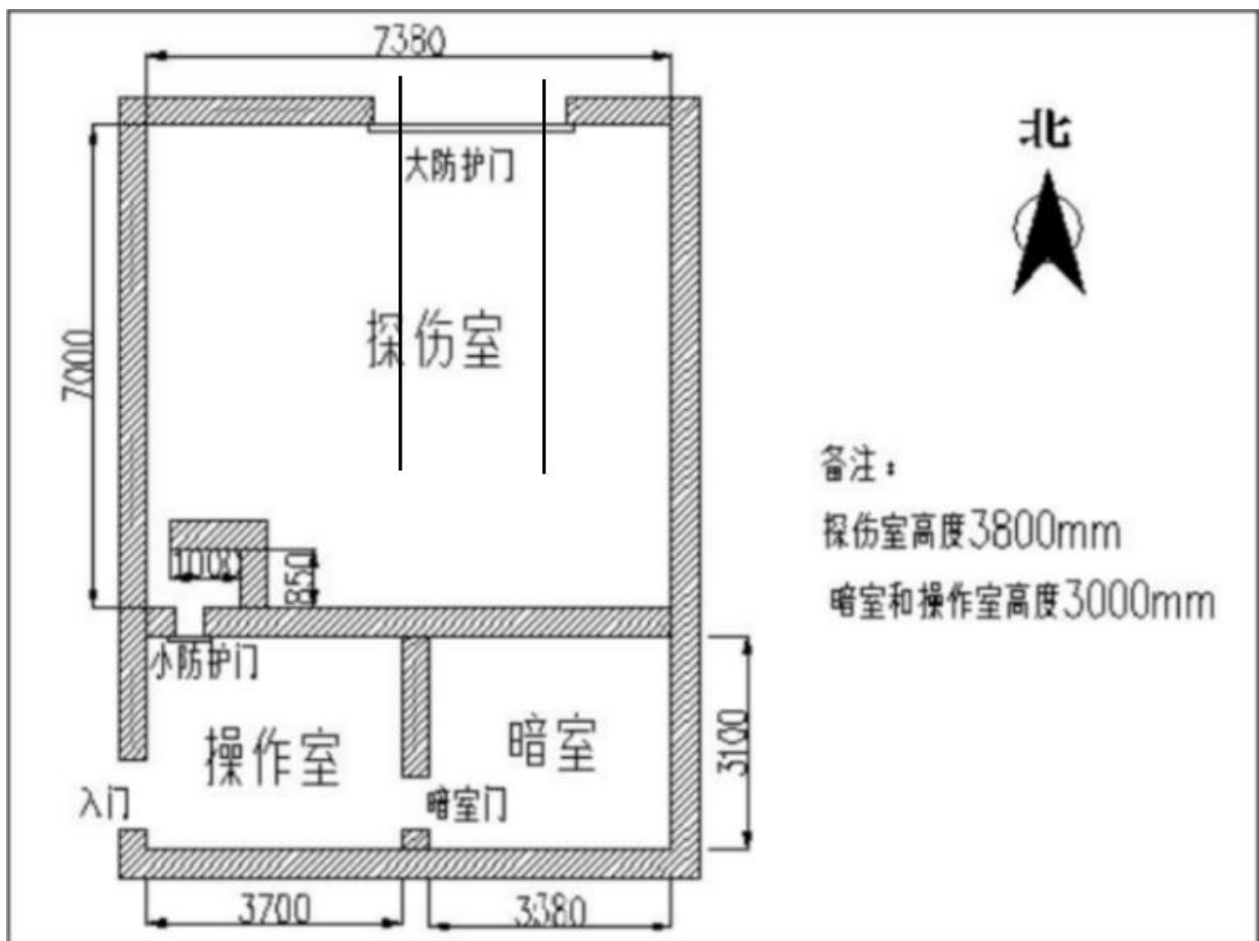 7380
北
大防护门
7000
探伤室
备注：
探伤室高度3800mm
暗室和操作室高度3000mm
1000
850
小防护门
操作室
暗室
3100
入门
暗室门
3700
3380